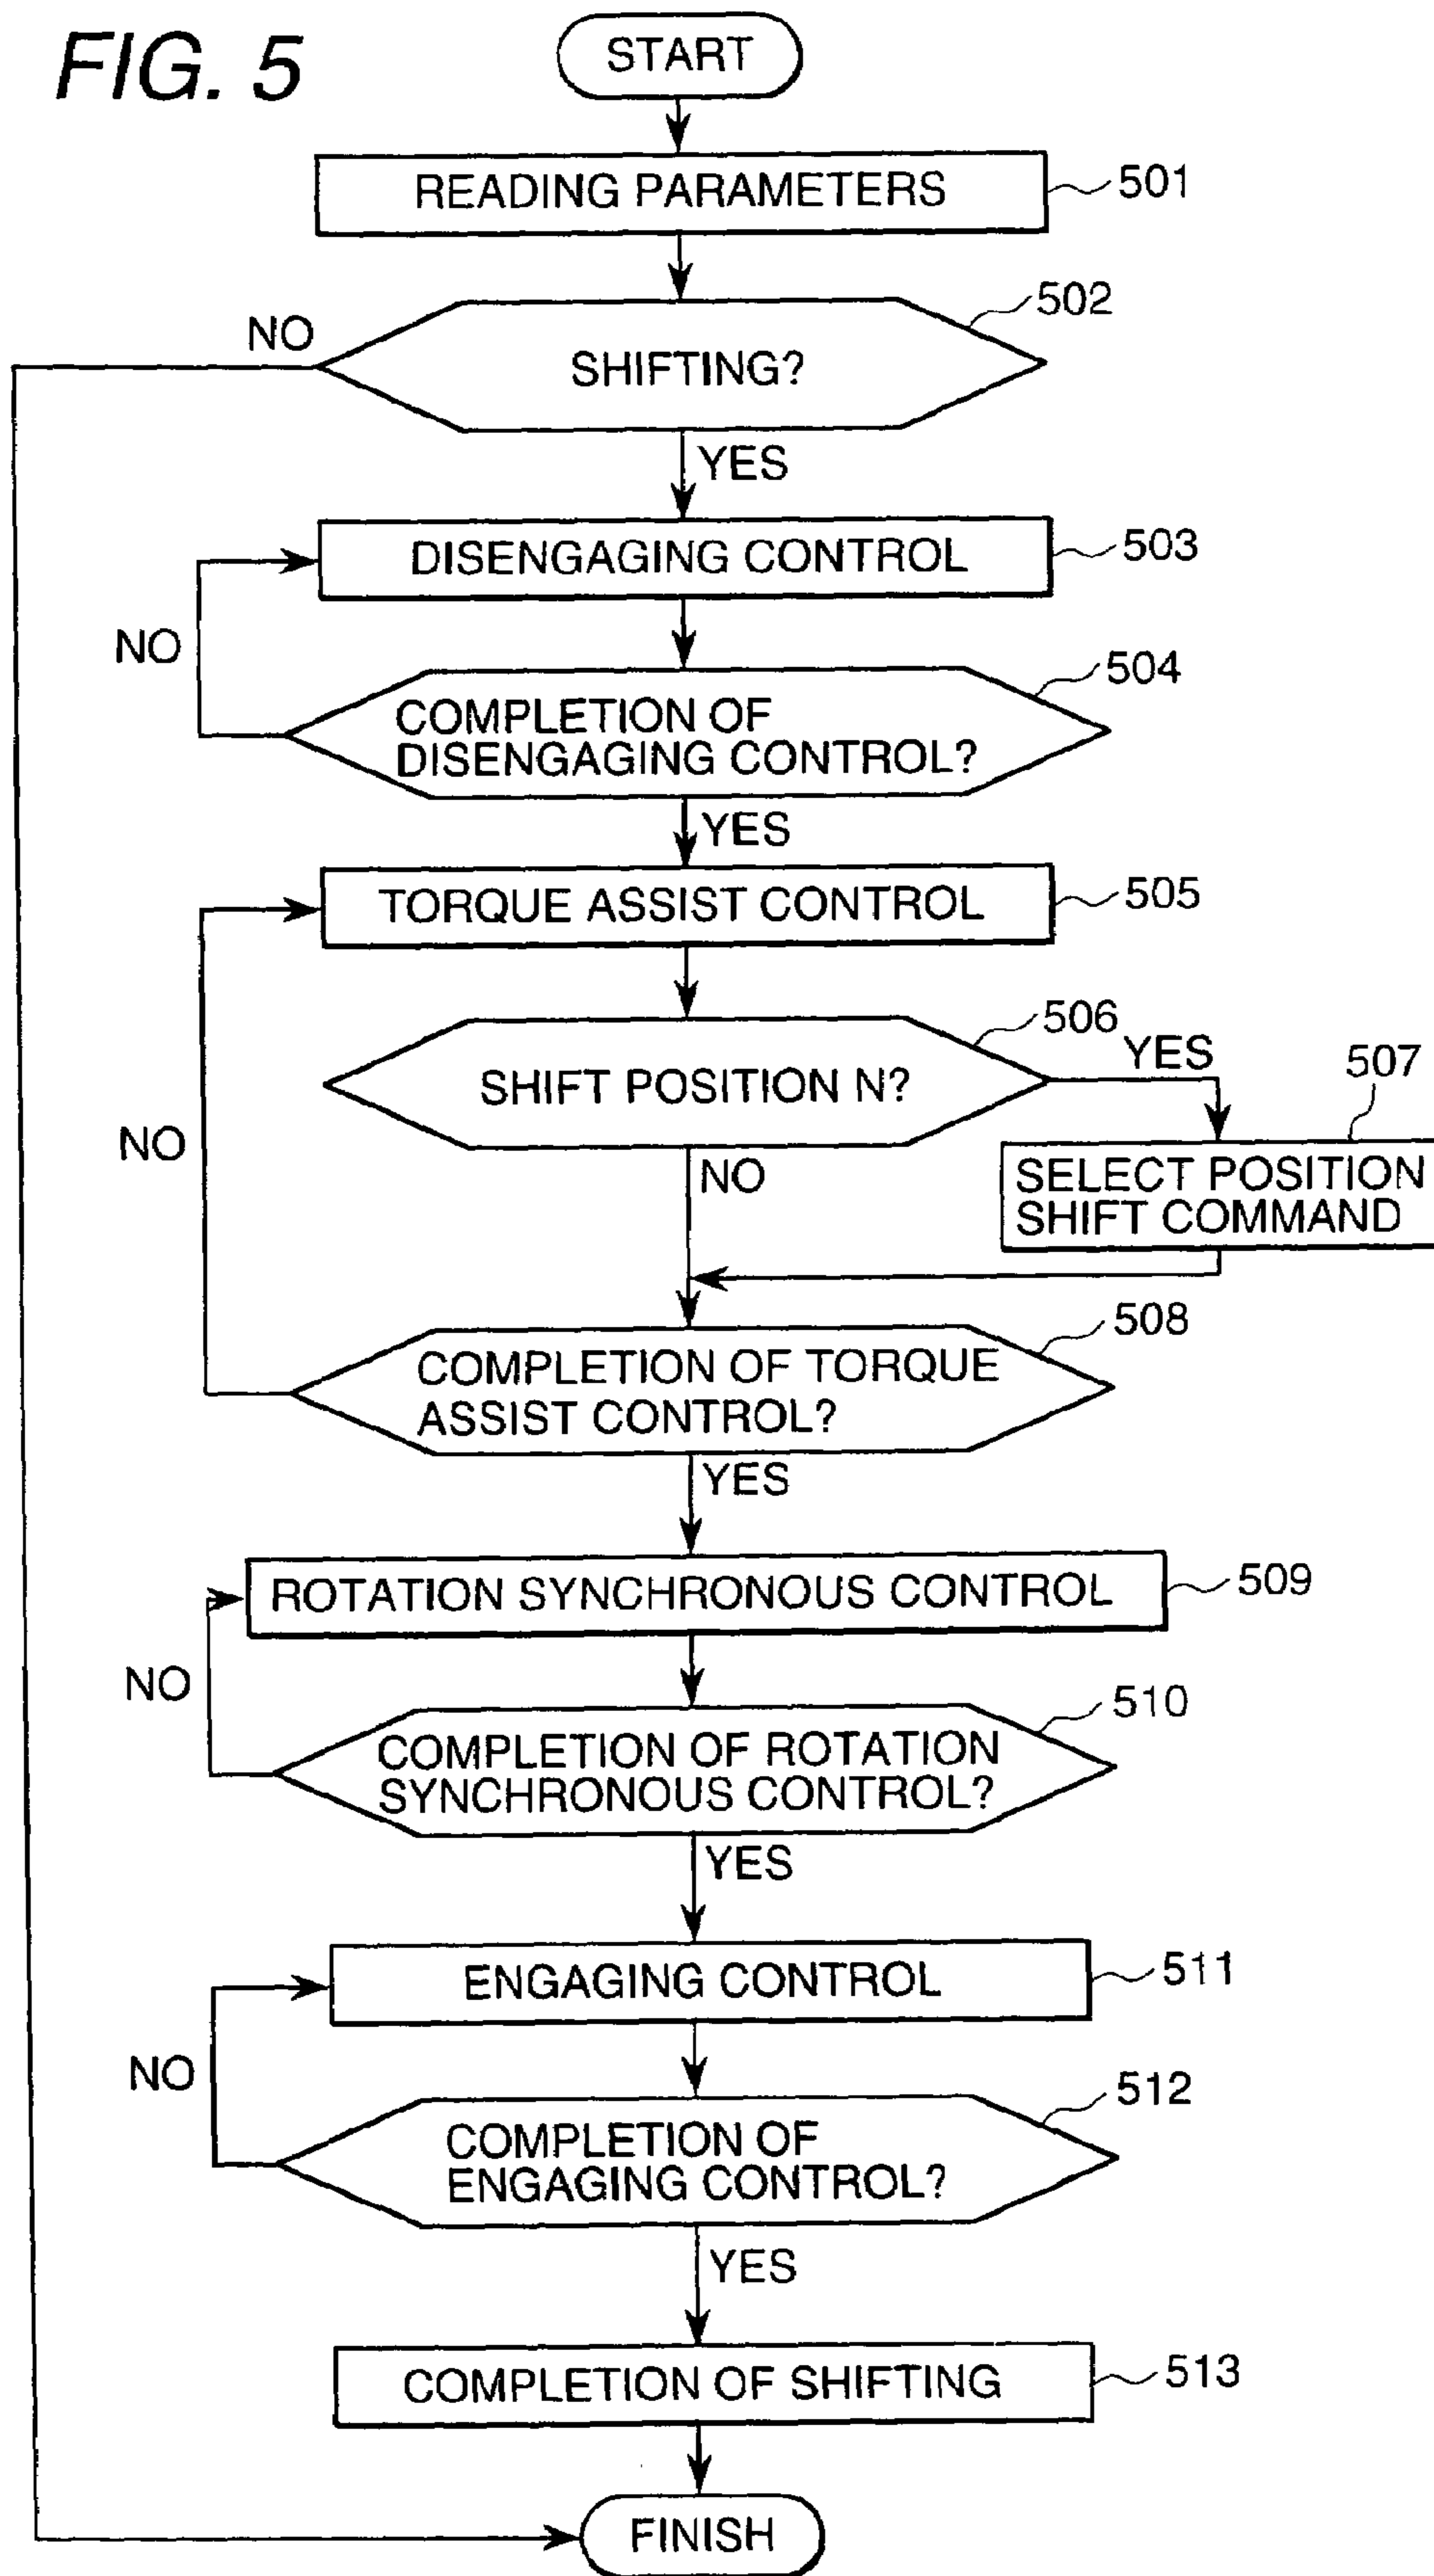 FIG. 5
START
READING PARAMETERS
501
502
NO
SHIFTING?
YES
DISENGAGING CONTROL
503
NO
504
COMPLETION OF
DISENGAGING CONTROL?
YES
TORQUE ASSIST CONTROL
505
506
YES
507
SHIFT POSITION N?
NO
NO
SELECT POSITION
SHIFT COMMAND
508
COMPLETION OF TORQUE
ASSIST CONTROL?
YES
ROTATION SYNCHRONOUS CONTROL
509
NO
510
COMPLETION OF ROTATION
SYNCHRONOUS CONTROL?
YES
ENGAGING CONTROL
511
NO
512
COMPLETION OF
ENGAGING CONTROL?
YES
COMPLETION OF SHIFTING
513
FINISH